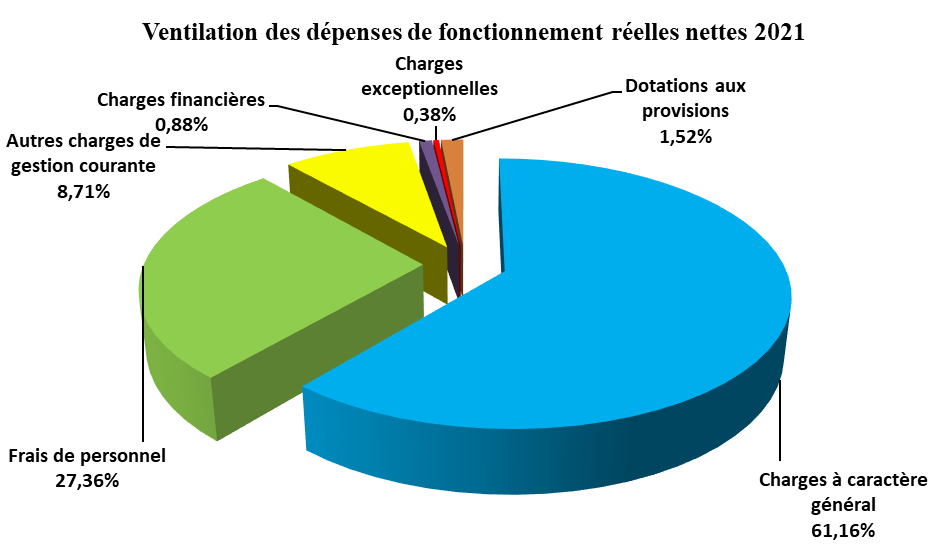 Ventilation des dépenses de fonctionnement réelles nettes 2021
Charges
exceptionnelles
0,38%
Dotations aux
provisions
1,52%
Charges financières
0,88%
Autres charges de
gestion courante
8,71%
Frais de personnel
27,36%
Charges à caractère
général
61,16%